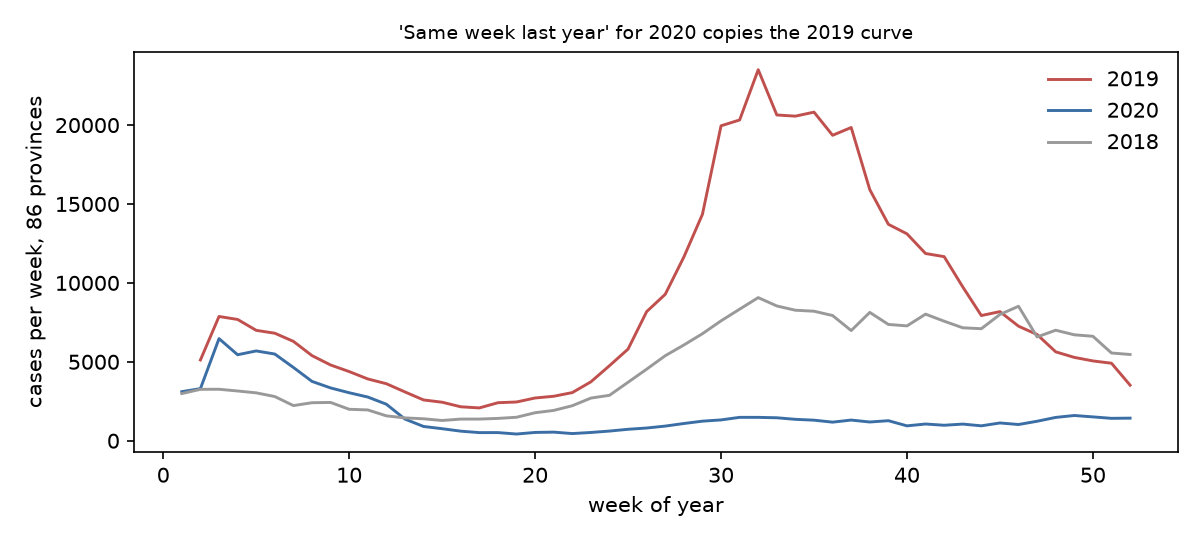 'Same week last year' for 2020 copies the 2019 curve
2019
2020
2018
cases per week, 86 provinces
20000
15000
10000
5000
0
0 10 20 30 40 50
week of year